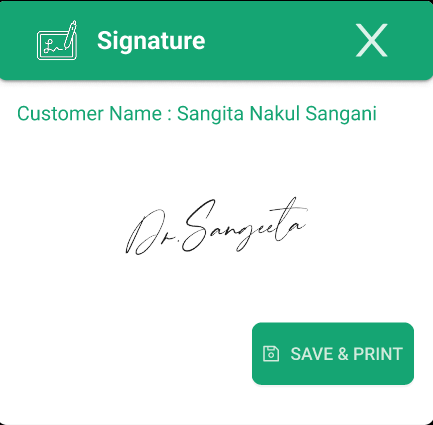 Signature
Customer Name : Sangita Nakul Sangani
Dr.Sangeeta
SAVE & PRINT